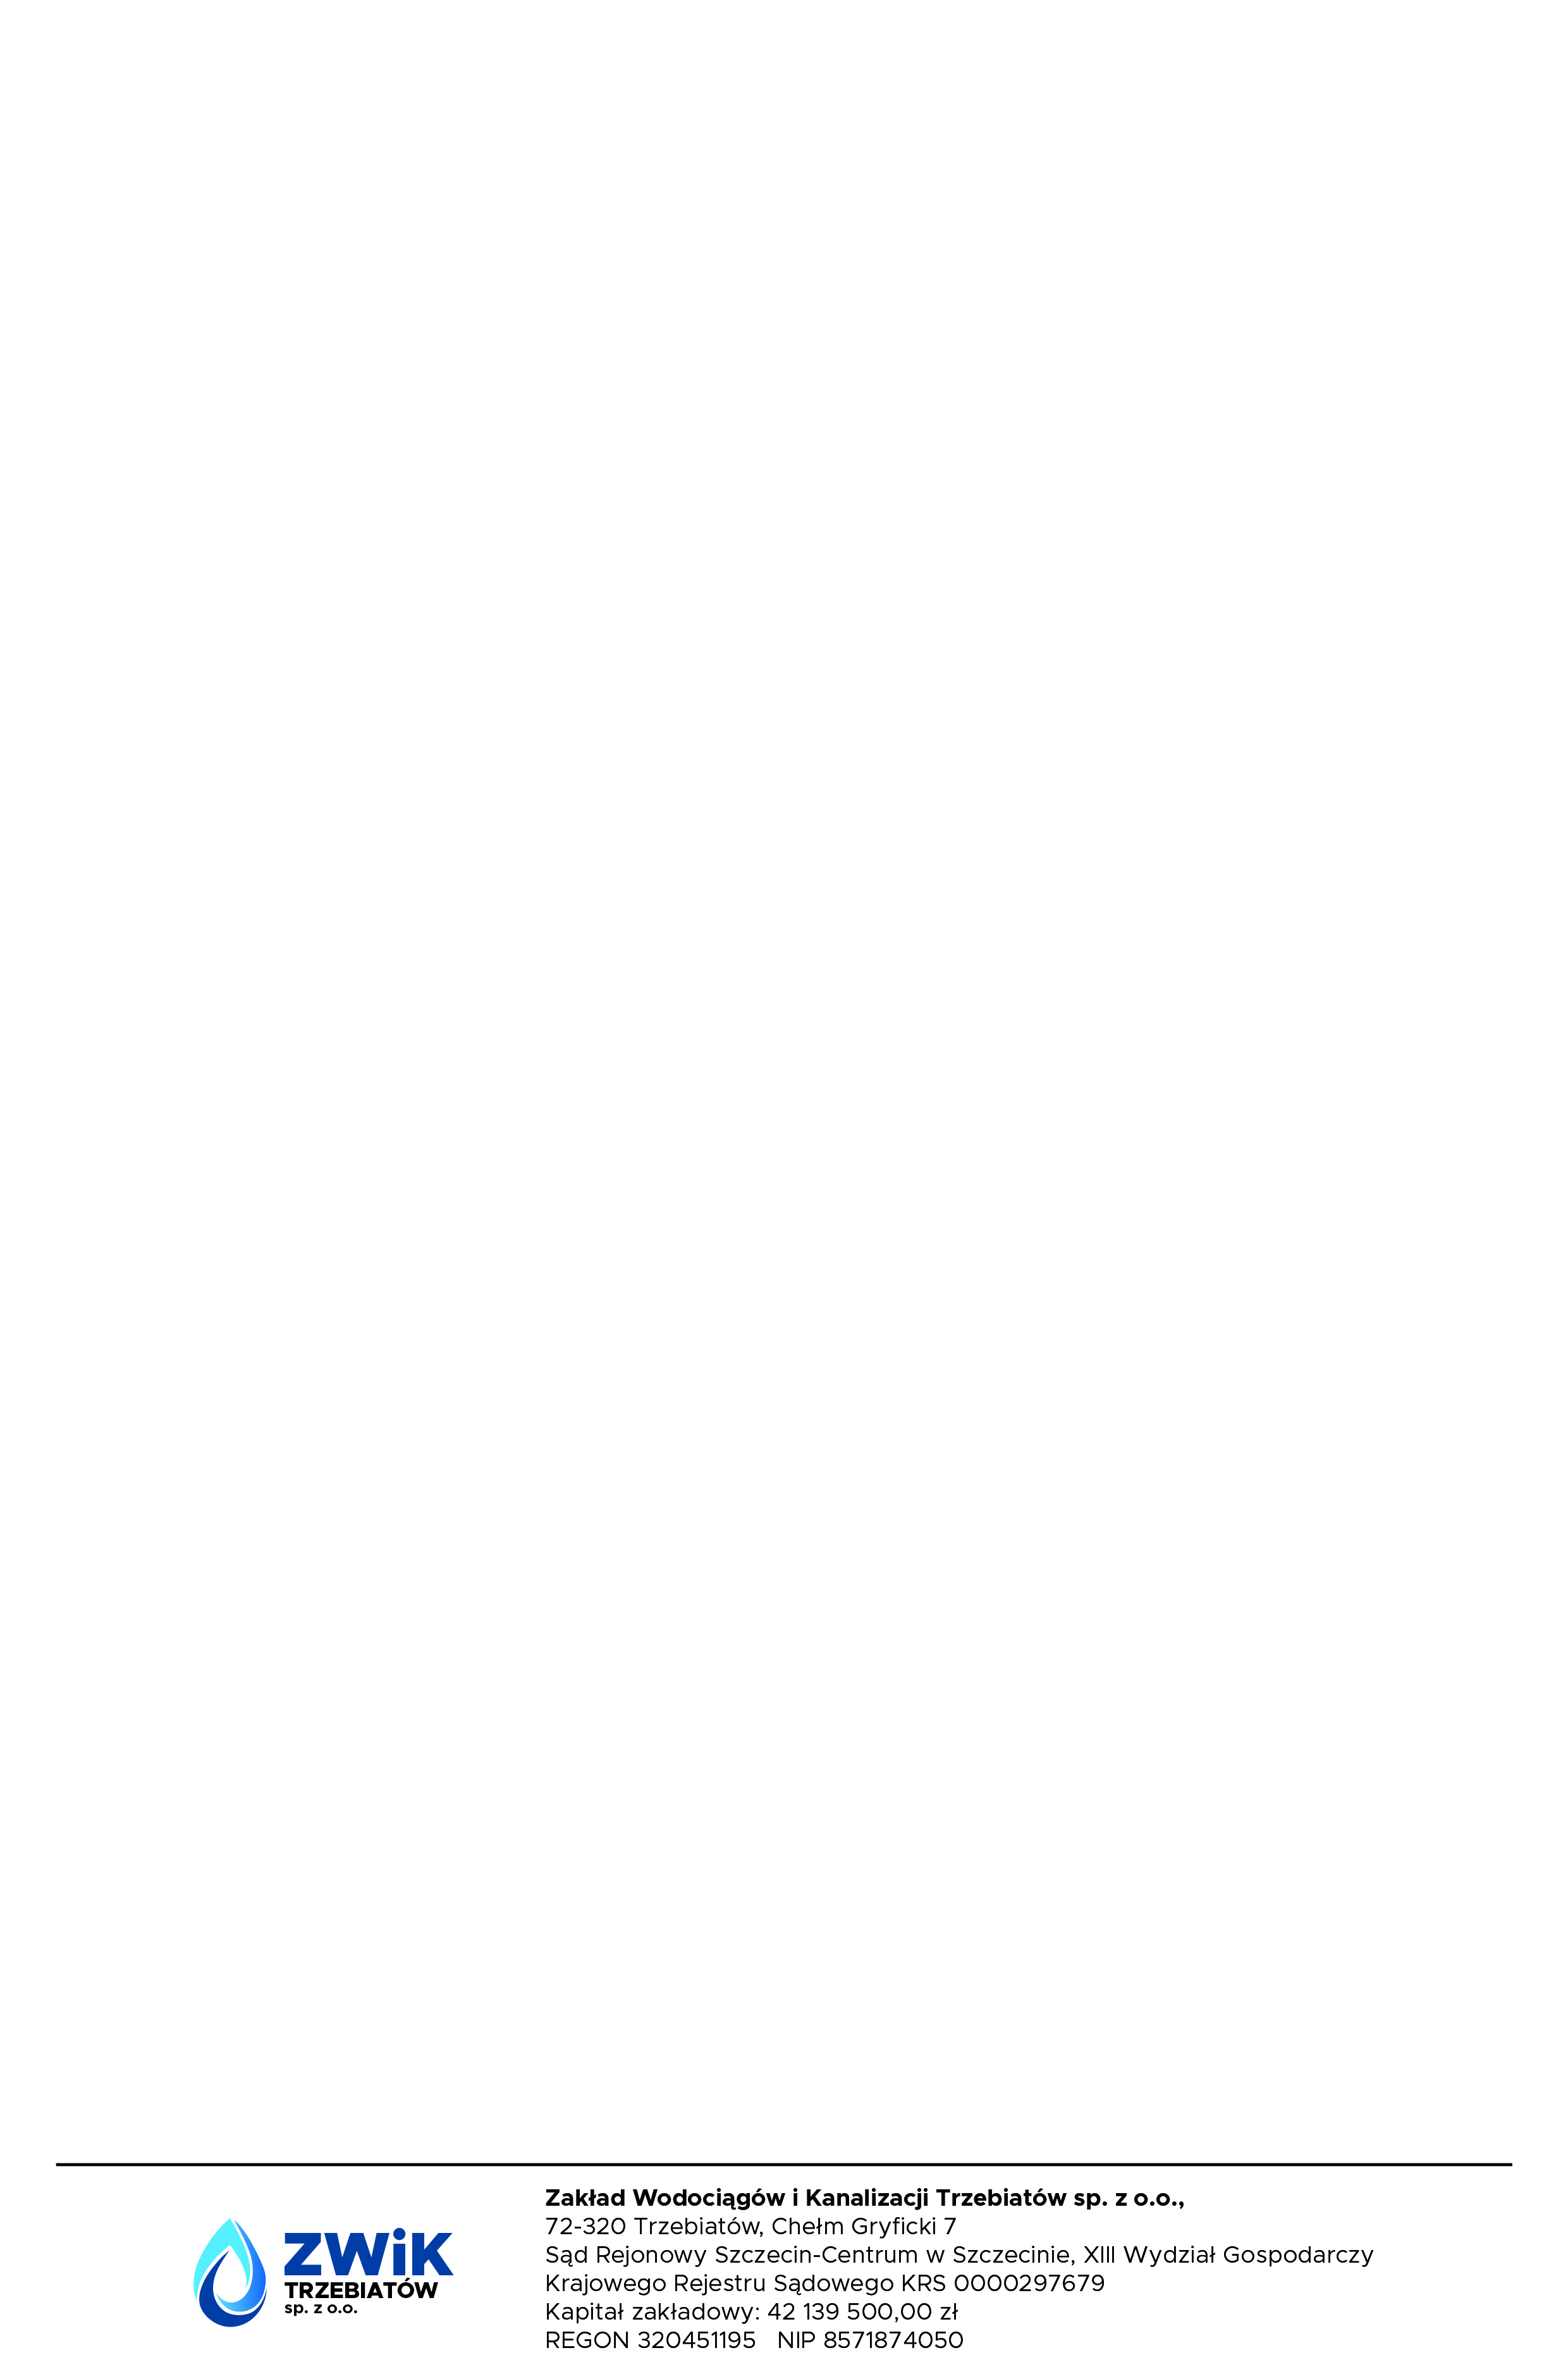 ZWiK
TRZEBIATÓW
sp. z o.o.
Zakład Wodociągów i Kanalizacji Trzebiatów sp. z o.o.,
72-320 Trzebiatów, Chełm Gryficki 7
Sąd Rejonowy Szczecin-Centrum w Szczecinie, XIII Wydział Gospodarczy
Krajowego Rejestru Sądowego KRS 0000297679
Kapitał zakładowy: 42 139 500,00 zł
REGON 320451195 NIP 8571874050